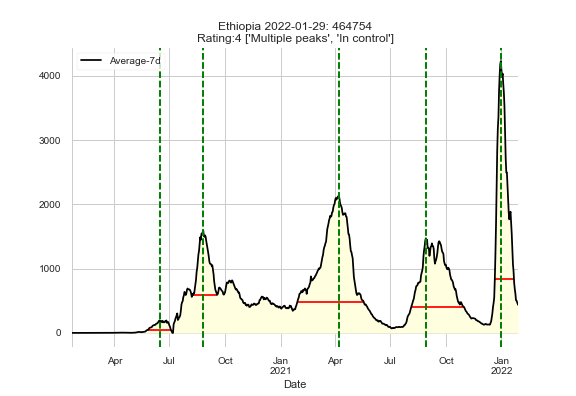 Ethiopia 2022-01-29: 464754
Rating:4 ['Multiple peaks', 'In control']
Average-7d
4000
3000
2000
1000
0
Apr
Jul
Oct
Jan
2021
Apr
Jul
Oct
Jan
2022
Date